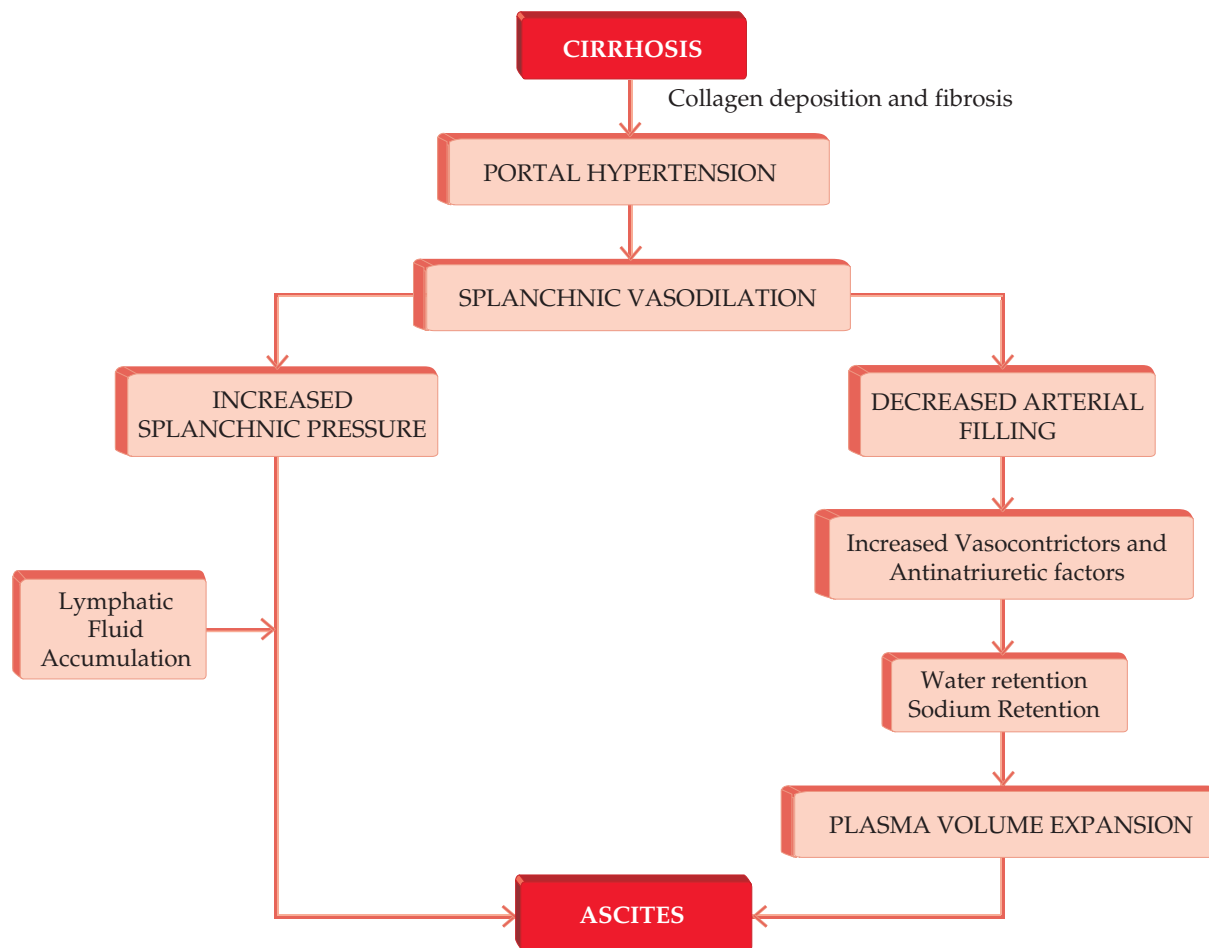 CIRRHOSIS
Collagen deposition and fibrosis
PORTAL HYPERTENSION
SPLANCHNIC VASODILATION
INCREASED
SPLANCHNIC PRESSURE
DECREASED ARTERIAL
FILLING
Increased Vasocontrictors and
Antinatriuretic factors
Lymphatic
Fluid
Accumulation
Water retention
Sodium Retention
PLASMA VOLUME EXPANSION
ASCITES